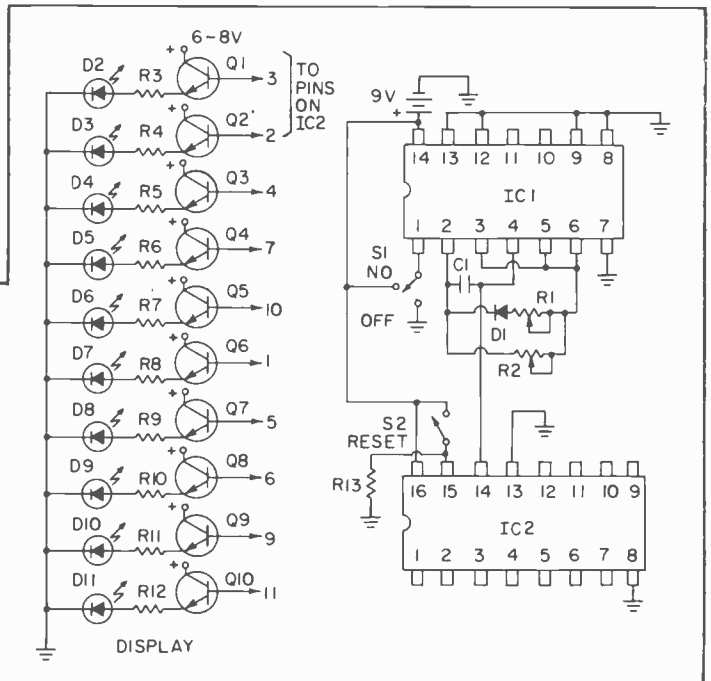 6-8V
+ Q1 3
D2 R3
TO
PINS
ON
IC2
+ Q2 2
D3 R4
+ Q3 4
D4 R5
+ Q4 7
D5 R6
+ Q5 10
D6 R7
+ Q6 1
D7 R8
+ Q7 5
D8 R9
+ Q8 6
D9 R10
+ Q9 9
D10 R11
+ Q10 11
D11 R12
DISPLAY
9V
+
14 13 12 11 10 9 8
IC1
1 2 3 4 5 6 7
S1
NO
OFF
C1
R1
D1
R2
S2
RESET
R13
16 15 14 13 12 11 10 9
IC2
1 2 3 4 5 6 7 8